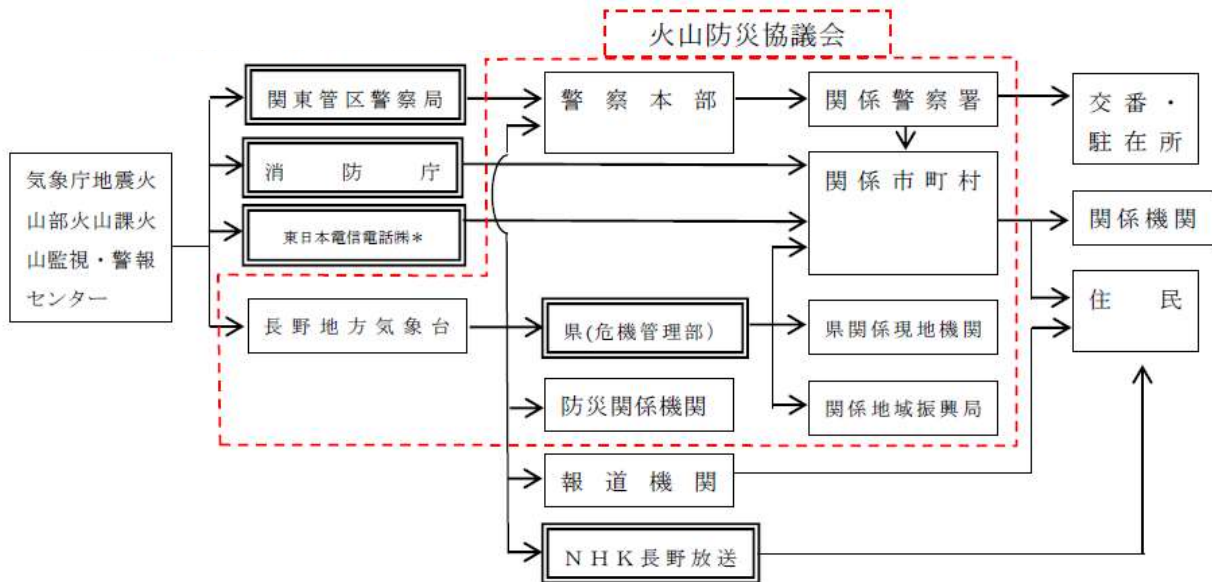 火山防災協議会
関東管区警察局
警察本部
関係警察署
交番・
駐在所
消防庁
関係市町村
気象庁地震火
山部火山課火
山監視・警報
センター
東日本電信電話㈱*
関係機関
長野地方気象台
県(危機管理部)
県関係現地機関
住民
防災関係機関
関係地域振興局
報道機関
NHK長野放送